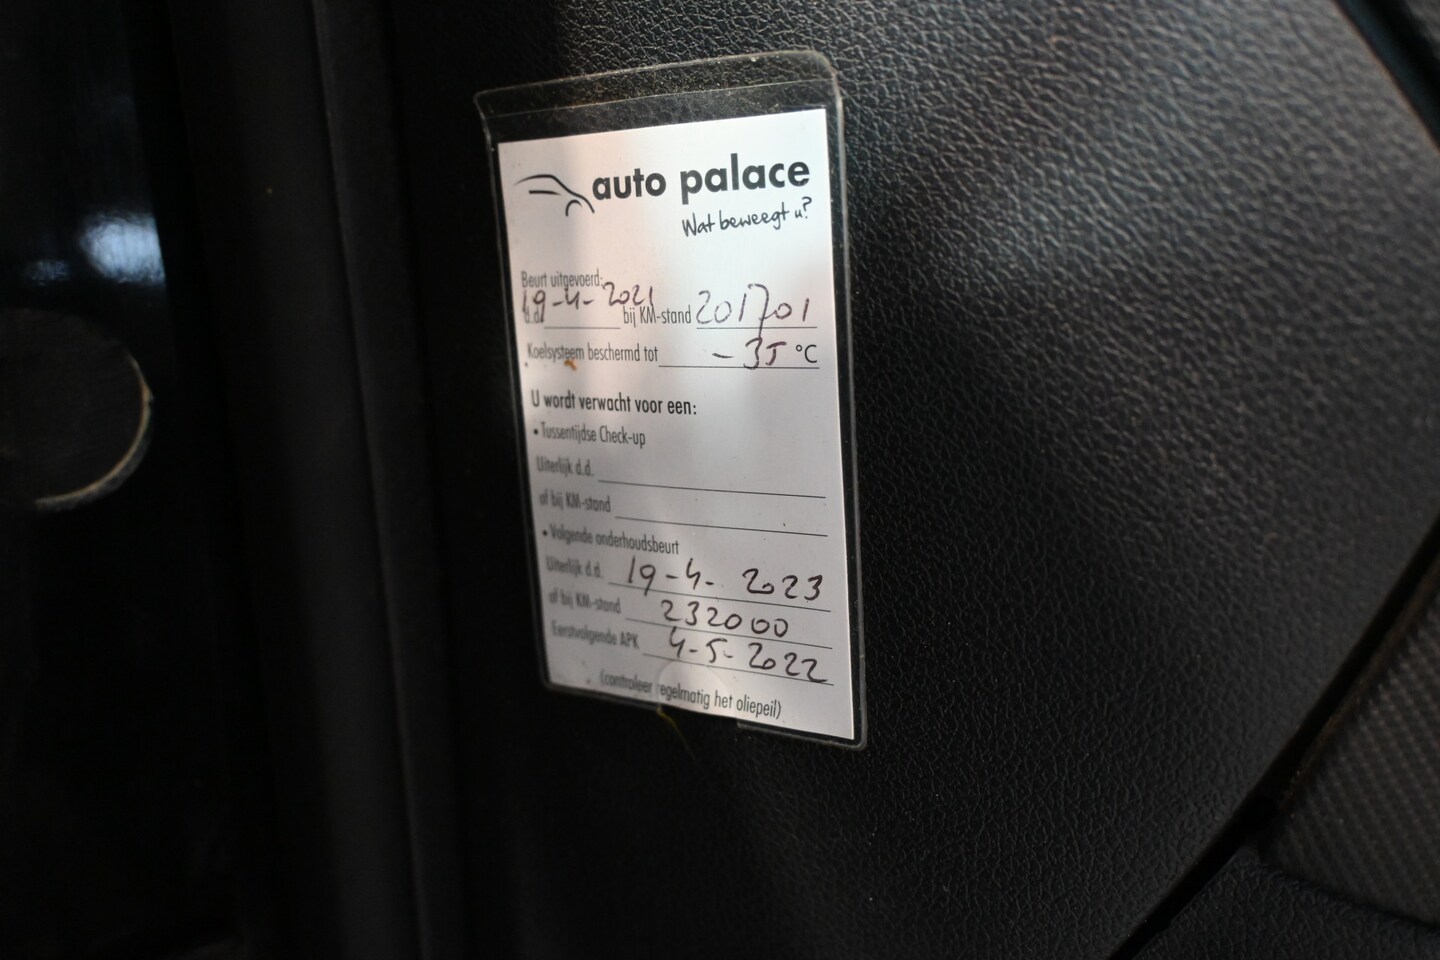 auto palace
Wat beweegt u?
Beurt uitgevoerd:
d.d. 19-4-2021 bij KM-stand 201701
Koelsysteem beschermd tot -35 °C
U wordt verwacht voor een:
• Tussentijdse Check-up
Uiterlijk d.d.
of bij KM-stand
• Volgende onderhoudsbeurt
Uiterlijk d.d. 19-4-2023
of bij KM-stand 232000
Eerstvolgende APK 4-5-2022
(controleer regelmatig het oliepeil)